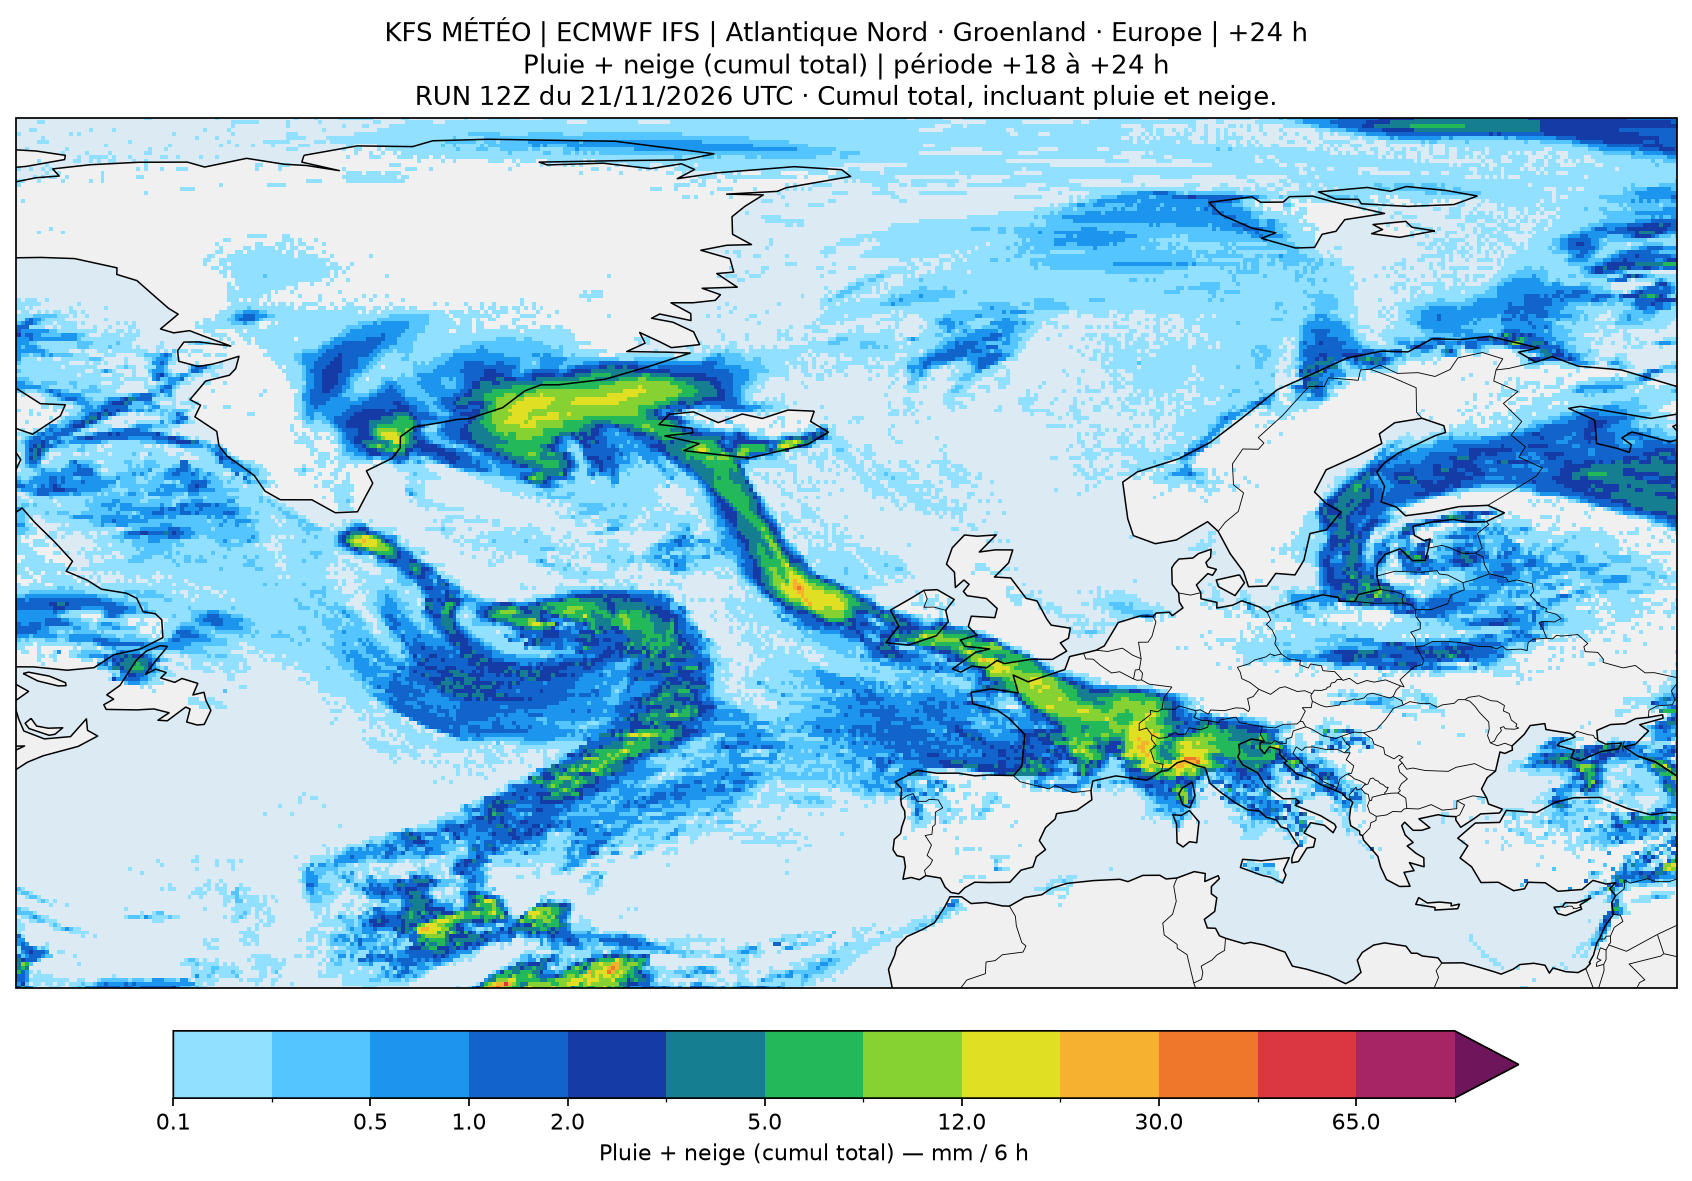 KFS MÉTÉO | ECMWF IFS | Atlantique Nord · Groenland · Europe | +24 h
Pluie + neige (cumul total) | période +18 à +24 h
RUN 12Z du 21/11/2026 UTC · Cumul total, incluant pluie et neige.
0.1 0.5 1.0 2.0 5.0 12.0 30.0 65.0
Pluie + neige (cumul total) — mm / 6 h